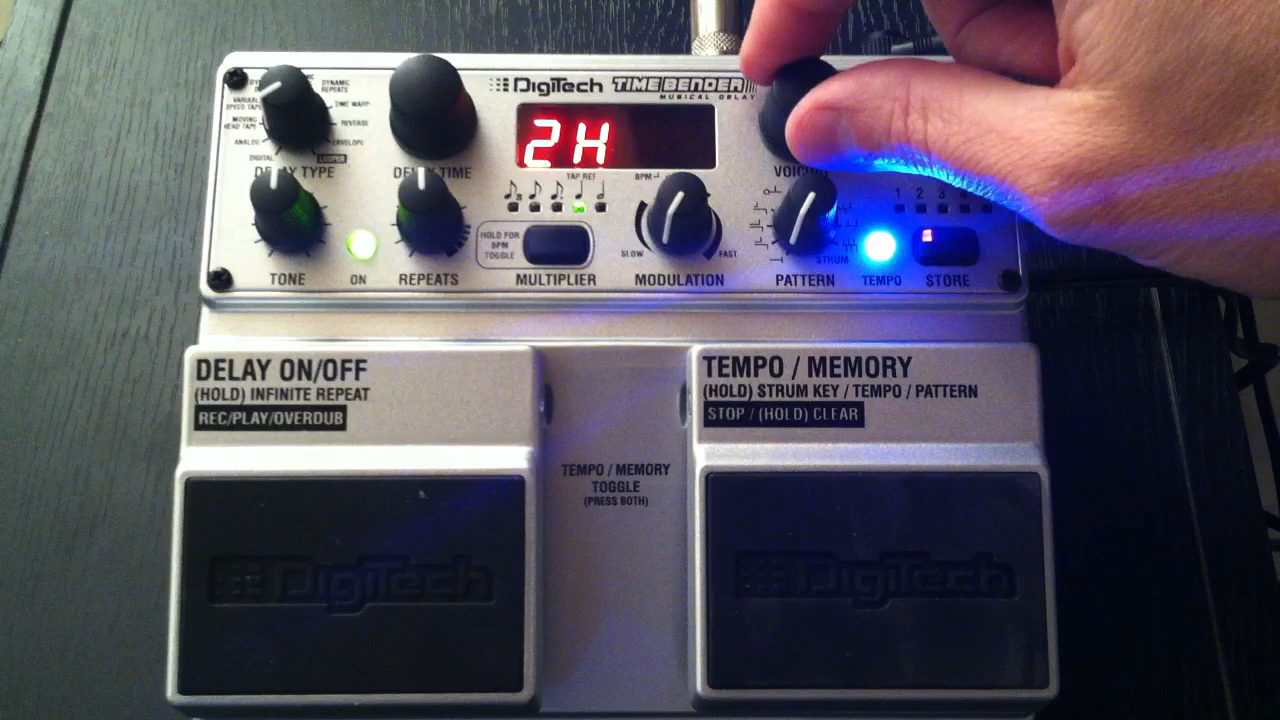 DigiTech TIME BENDER
MUSICAL DELAY
DYNAMIC
REPEATS
VARIABLE
SPEED TAPE
TIME WARP
MOVING
HEAD TAPE
REVERSE
ANALOG
ENVELOPE
DIGITAL
LOOPER
DELAY TYPE
DELAY TIME
2H
TAP REF
BPM
HOLD FOR
BPM
TOGGLE
SLOW
FAST
STRUM
1 2 3 4
TONE
ON
REPEATS
MULTIPLIER
MODULATION
PATTERN
TEMPO
STORE
DELAY ON/OFF
(HOLD) INFINITE REPEAT
REC/PLAY/OVERDUB
TEMPO / MEMORY
(HOLD) STRUM KEY / TEMPO / PATTERN
STOP / (HOLD) CLEAR
TEMPO / MEMORY
TOGGLE
(PRESS BOTH)
DigiTech
DigiTech